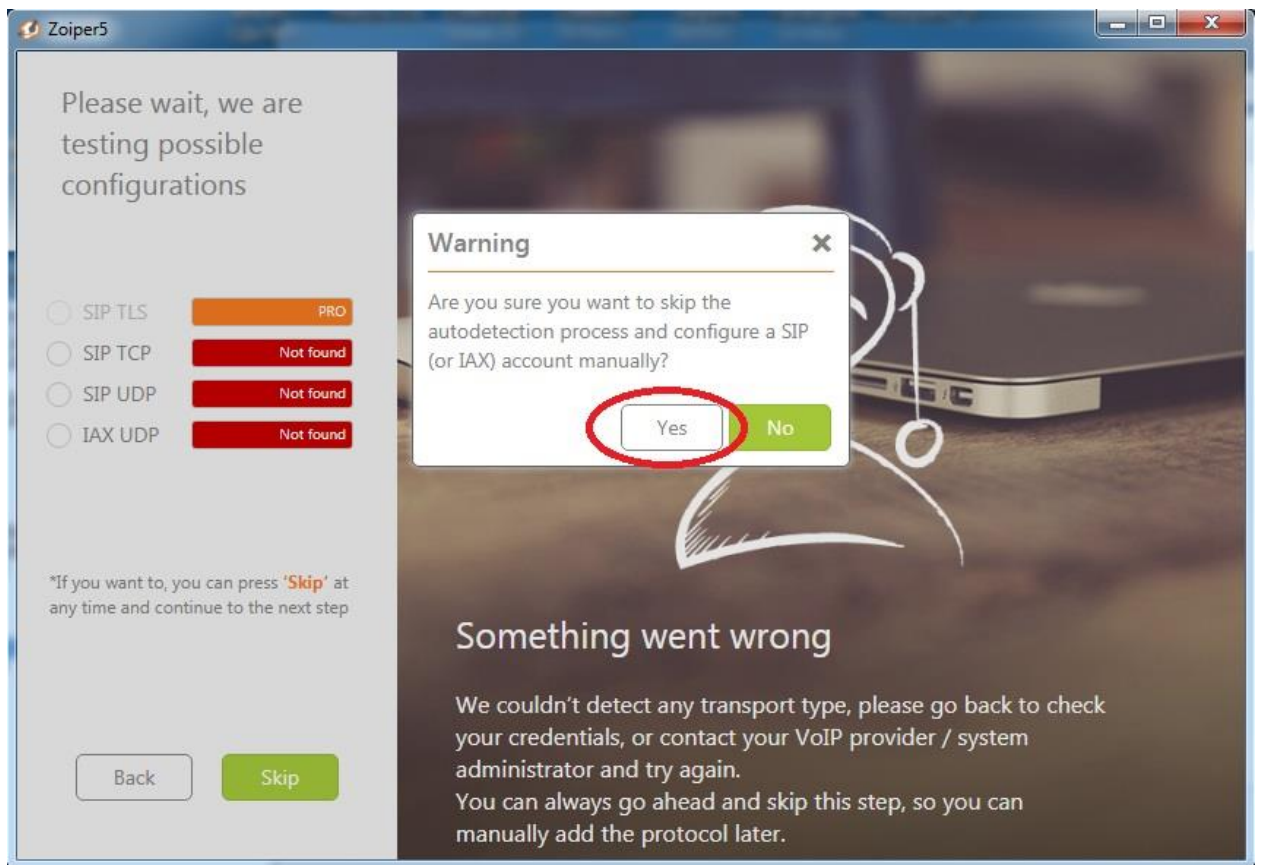 Zoiper5
Please wait, we are
testing possible
configurations
SIP TLS PRO
SIP TCP Not found
SIP UDP Not found
IAX UDP Not found
*If you want to, you can press 'Skip' at
any time and continue to the next step
Back Skip
Warning
Are you sure you want to skip the
autodetection process and configure a SIP
(or IAX) account manually?
Yes No
Something went wrong
We couldn't detect any transport type, please go back to check
your credentials, or contact your VoIP provider / system
administrator and try again.
You can always go ahead and skip this step, so you can
manually add the protocol later.